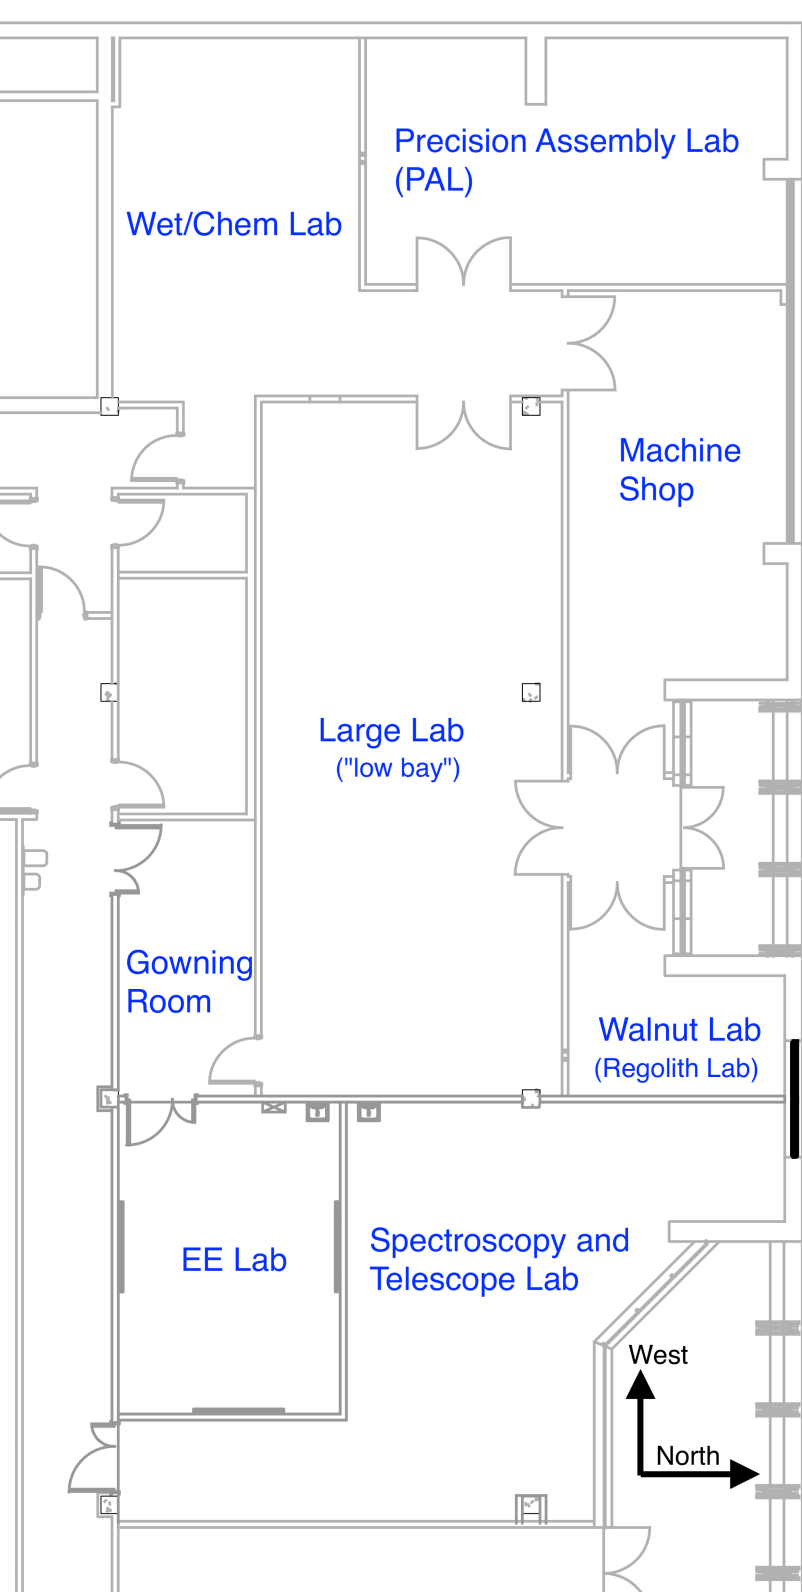 Precision Assembly Lab
(PAL)
Wet/Chem Lab
Machine
Shop
Large Lab
("low bay")
Gowning
Room
Walnut Lab
(Regolith Lab)
EE Lab
Spectroscopy and
Telescope Lab
West
North